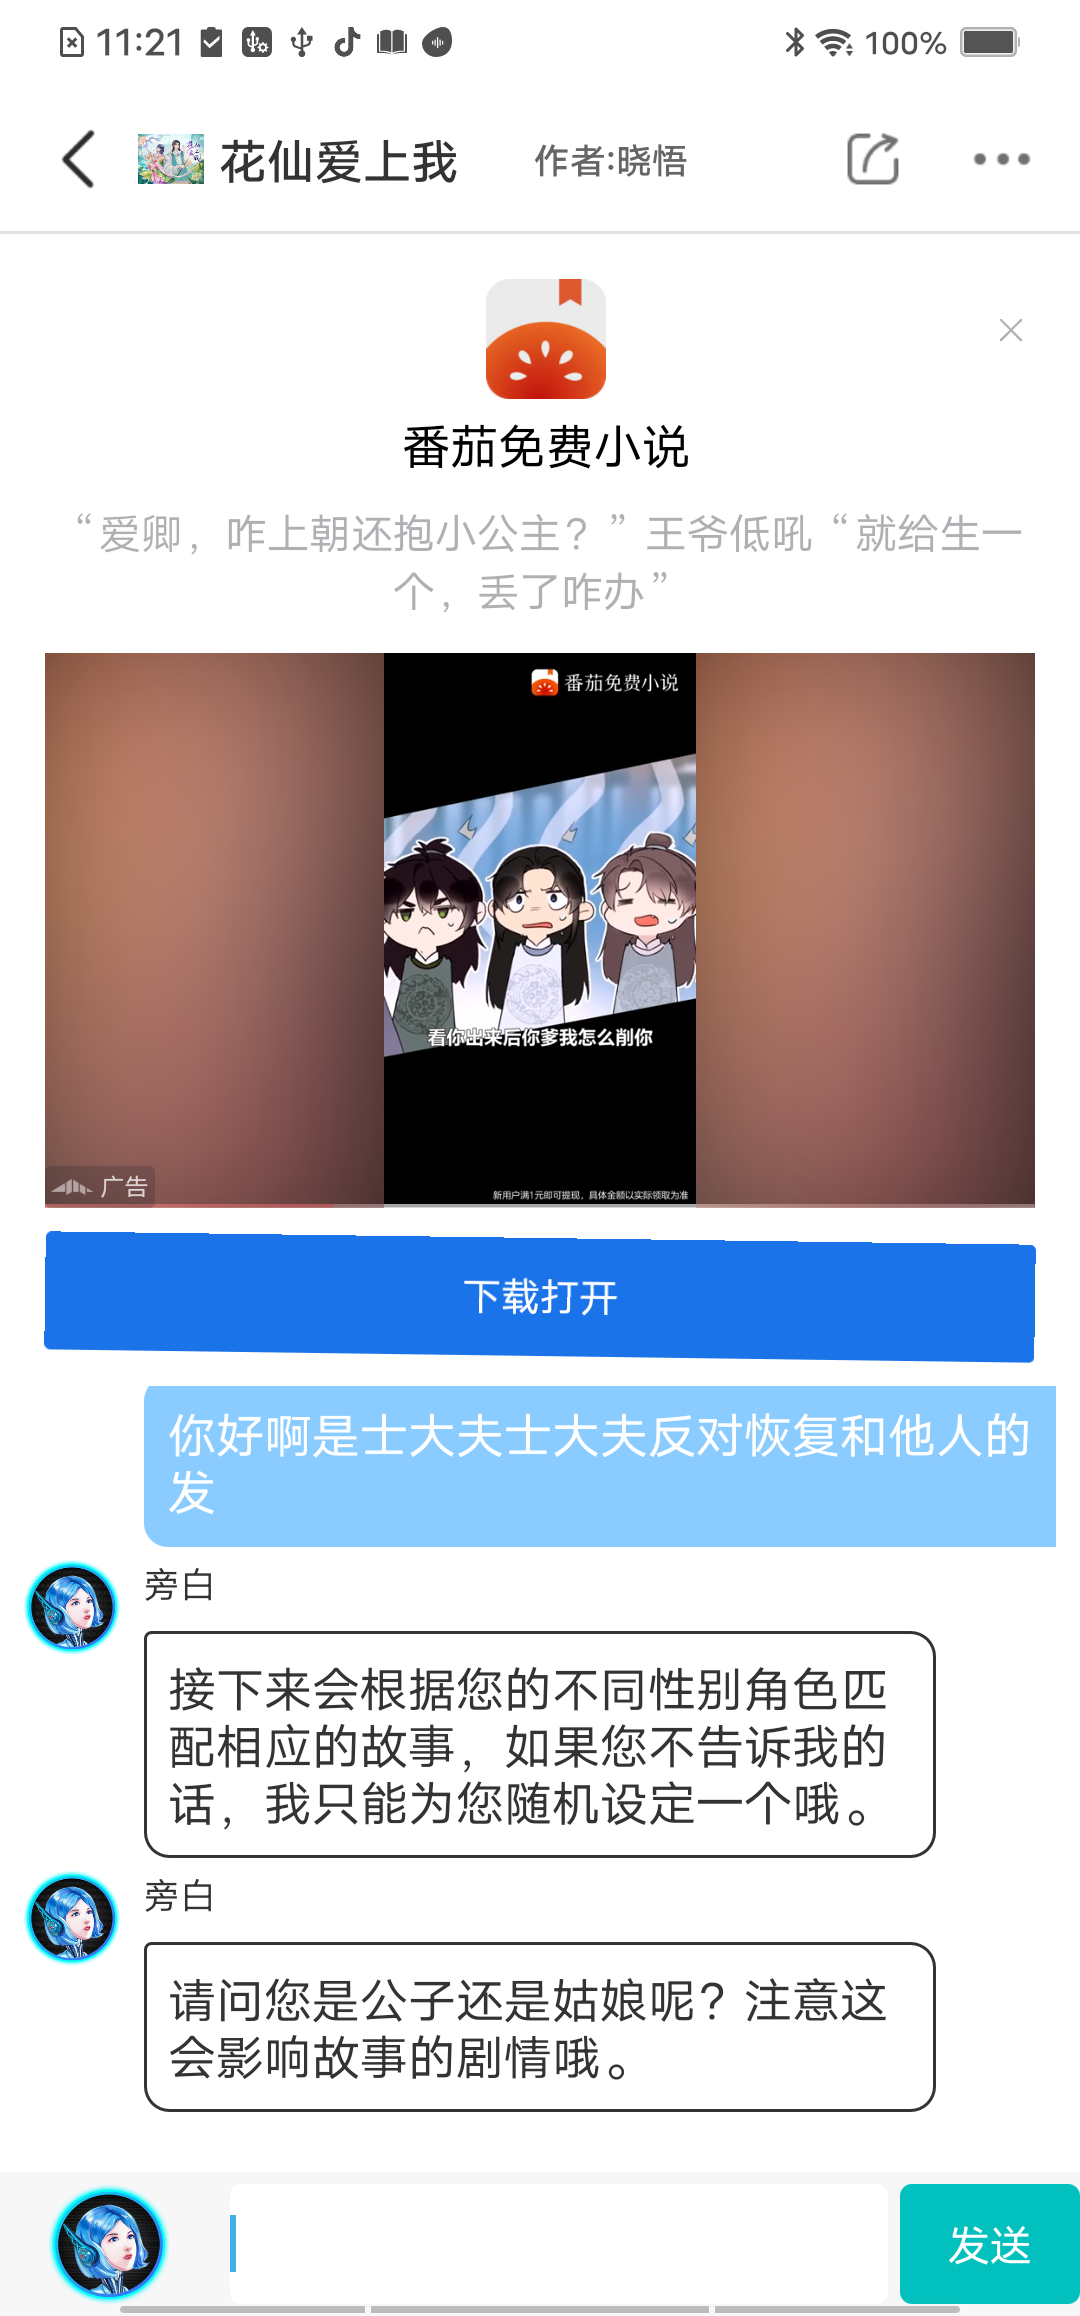 11:21
100%
花仙爱上我
作者:晓悟
番茄免费小说
“爱卿，咋上朝还抱小公主？”王爷低吼“就给生一
个，丢了咋办”
番茄免费小说
看你出来后你爹我怎么削你
新用户满1元即可提现，具体金额以实际领取为准
广告
下载打开
你好啊是士大夫士大夫反对恢复和他人的
发
旁白
接下来会根据您的不同性别角色匹
配相应的故事，如果您不告诉我的
话，我只能为您随机设定一个哦。
旁白
请问您是公子还是姑娘呢？注意这
会影响故事的剧情哦。
发送